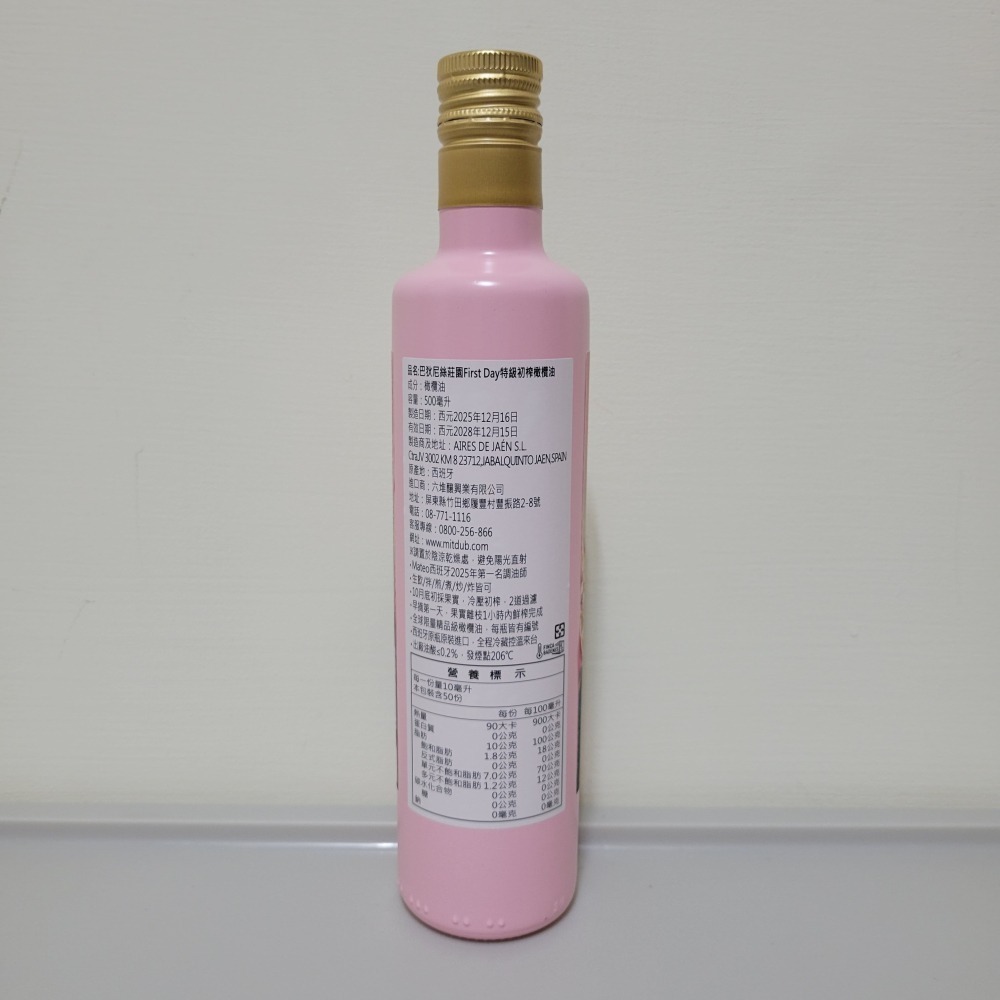 品名:巴狄尼絲莊園First Day特級初榨橄欖油
成分：橄欖油
容量：500毫升
製造日期：西元2025年12月16日
有效日期：西元2028年12月15日
製造商及地址：AIRES DE JAÉN S.L.
Ctra.JV 3002 KM 8 23712,JABALQUINTO JAEN,SPAIN
原產地：西班牙
進口商：六堆釀興業有限公司
地址：屏東縣竹田鄉履豐村豐振路2-8號
電話：08-771-1116
客服專線：0800-256-866
網址：www.mitdub.com
※請置於陰涼乾燥處，避免陽光直射
•Mateo西班牙2025年第一名調油師
•生飲/拌/煎/煮/炒/炸皆可
•10月底初採果實，冷壓初榨，2道過濾
•早摘第一天，果實離枝1小時內鮮榨完成
•全球限量精品級橄欖油，每瓶皆有編號
•西班牙原瓶原裝進口，全程冷藏控溫來台
•出廠油酸≤0.2%，發煙點206℃
營養標示
每一份量10毫升
本包裝含50份
每份 每100毫升
熱量 90大卡 900大卡
蛋白質 0公克 0公克
脂肪 10公克 100公克
飽和脂肪 1.8公克 18公克
反式脂肪 0公克 0公克
單元不飽和脂肪 7.0公克 70公克
多元不飽和脂肪 1.2公克 12公克
碳水化合物 0公克 0公克
糖 0公克 0公克
鈉 0毫克 0毫克